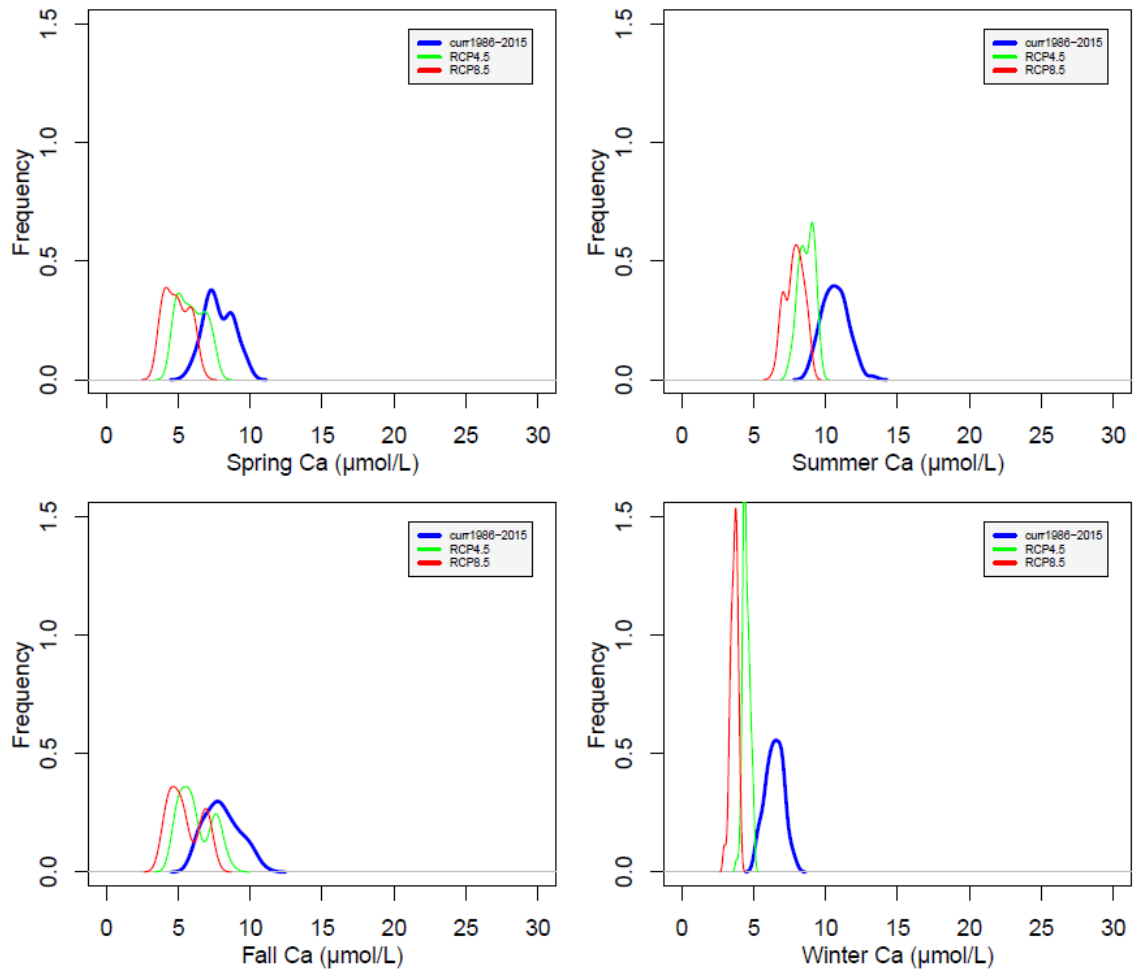 1.5
1.0
0.5
0.0
Frequency
curr1986-2015
RCP4.5
RCP8.5
0 5 10 15 20 25 30
Spring Ca (µmol/L)
1.5
1.0
0.5
0.0
Frequency
curr1986-2015
RCP4.5
RCP8.5
0 5 10 15 20 25 30
Summer Ca (µmol/L)
1.5
1.0
0.5
0.0
Frequency
curr1986-2015
RCP4.5
RCP8.5
0 5 10 15 20 25 30
Fall Ca (µmol/L)
1.5
1.0
0.5
0.0
Frequency
curr1986-2015
RCP4.5
RCP8.5
0 5 10 15 20 25 30
Winter Ca (µmol/L)